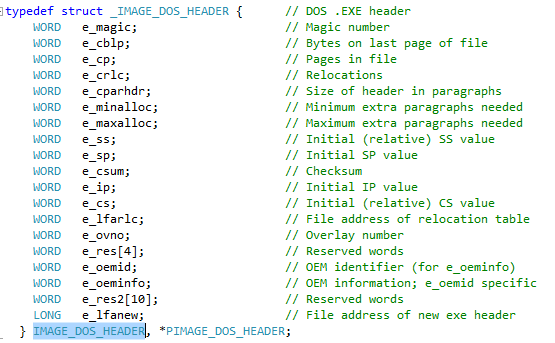 typedef struct _IMAGE_DOS_HEADER { // DOS .EXE header
WORD e_magic; // Magic number
WORD e_cblp; // Bytes on last page of file
WORD e_cp; // Pages in file
WORD e_crlc; // Relocations
WORD e_cparhdr; // Size of header in paragraphs
WORD e_minalloc; // Minimum extra paragraphs needed
WORD e_maxalloc; // Maximum extra paragraphs needed
WORD e_ss; // Initial (relative) SS value
WORD e_sp; // Initial SP value
WORD e_csum; // Checksum
WORD e_ip; // Initial IP value
WORD e_cs; // Initial (relative) CS value
WORD e_lfarlc; // File address of relocation table
WORD e_ovno; // Overlay number
WORD e_res[4]; // Reserved words
WORD e_oemid; // OEM identifier (for e_oeminfo)
WORD e_oeminfo; // OEM information; e_oemid specific
WORD e_res2[10]; // Reserved words
LONG e_lfanew; // File address of new exe header
} IMAGE_DOS_HEADER, *PIMAGE_DOS_HEADER;